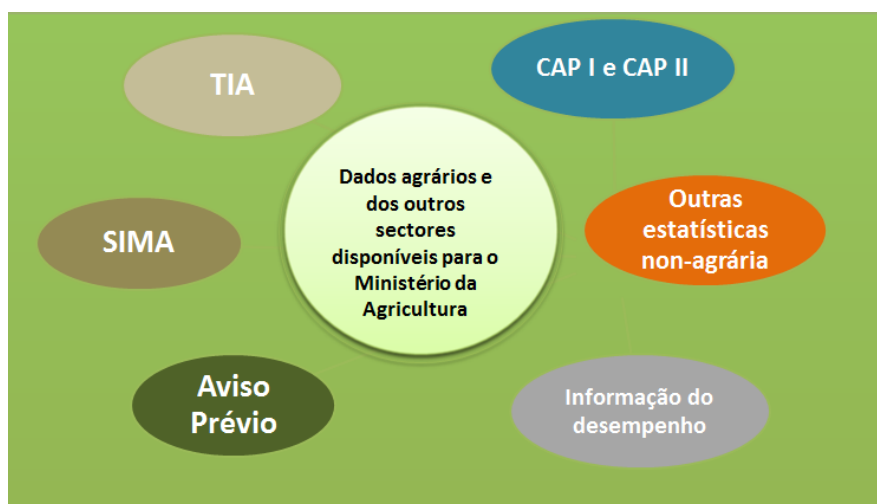 TIA
CAP I e CAP II
Dados agrários e
dos outros
sectores
disponíveis para o
Ministério da
Agricultura
SIMA
Outras
estatísticas
non-agrária
Aviso
Prévio
Informação do
desempenho